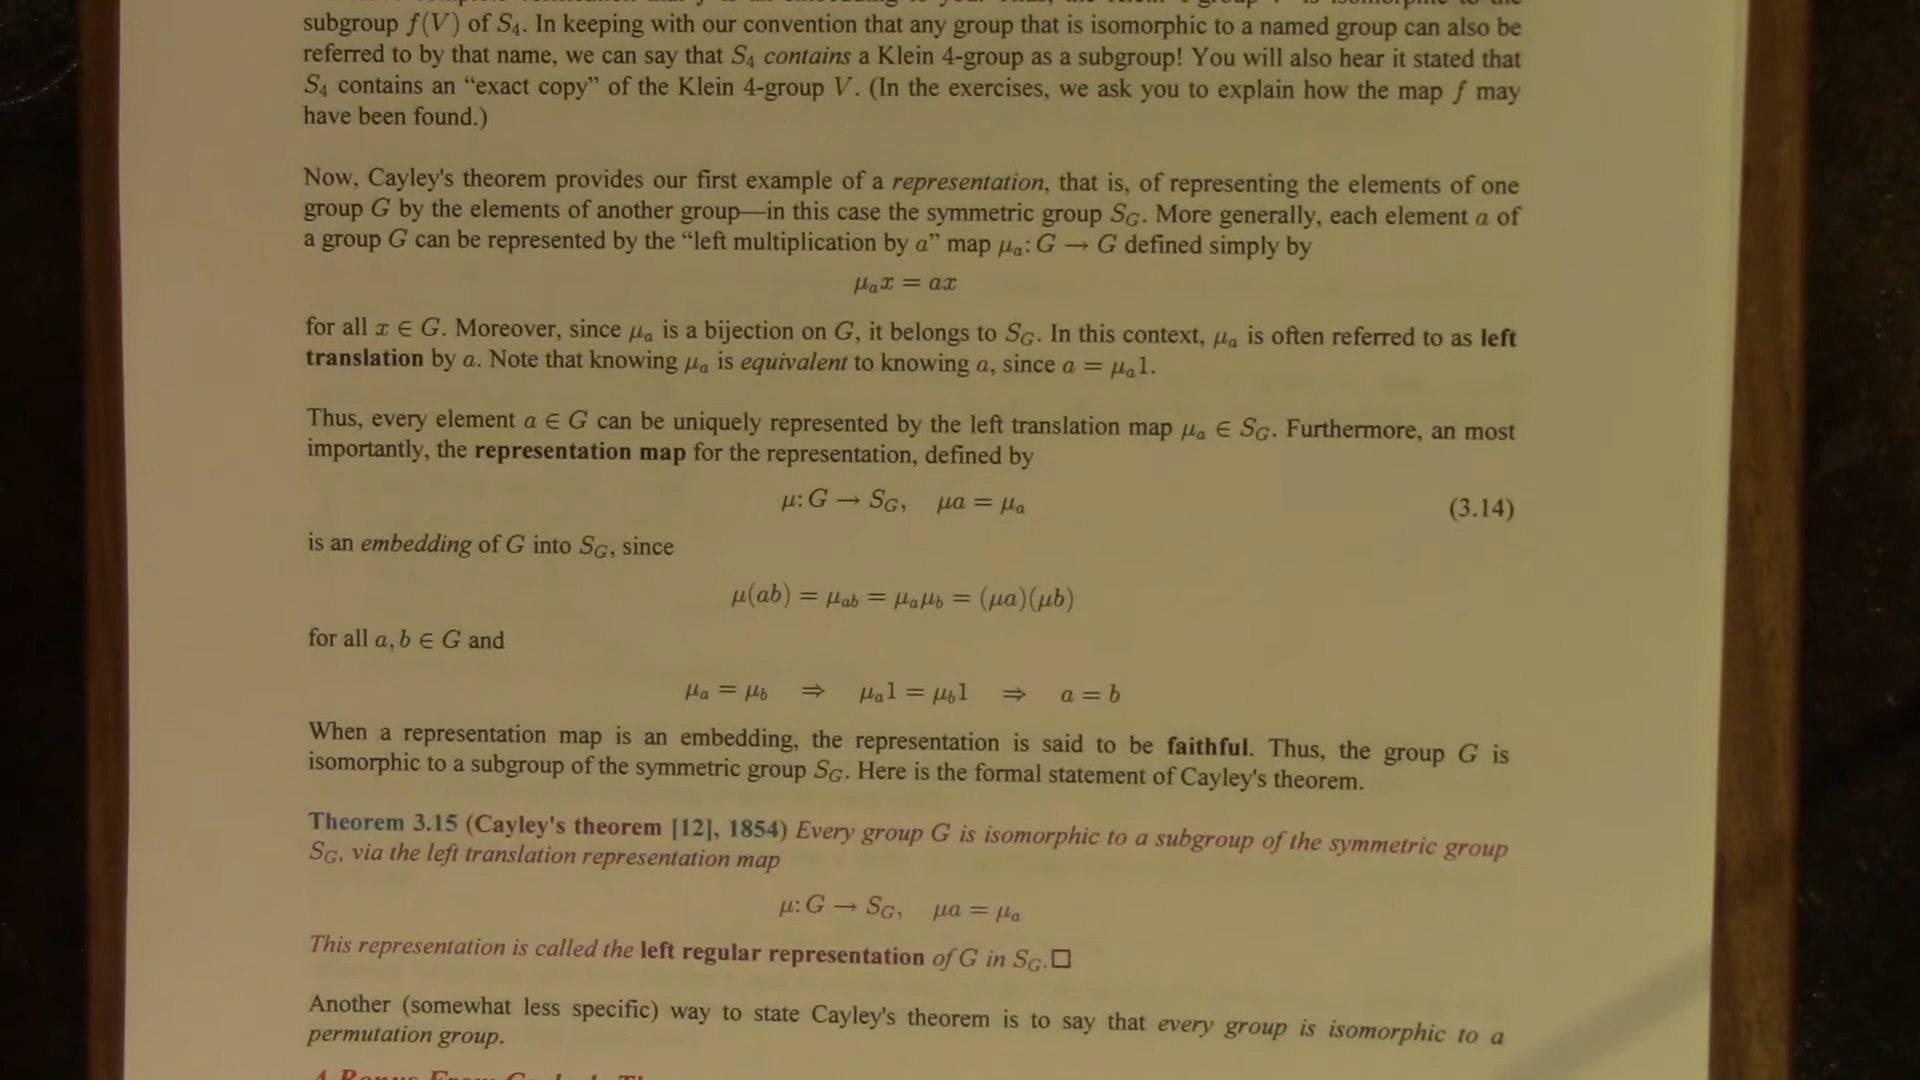 subgroup f(V) of S₄. In keeping with our convention that any group that is isomorphic to a named group can also be
referred to by that name, we can say that S₄ contains a Klein 4-group as a subgroup! You will also hear it stated that
S₄ contains an “exact copy” of the Klein 4-group V. (In the exercises, we ask you to explain how the map f may
have been found.)
Now, Cayley's theorem provides our first example of a representation, that is, of representing the elements of one
group G by the elements of another group—in this case the symmetric group S_G. More generally, each element a of
a group G can be represented by the “left multiplication by a” map μₐ: G → G defined simply by
μₐx = ax
for all x ∈ G. Moreover, since μₐ is a bijection on G, it belongs to S_G. In this context, μₐ is often referred to as left
translation by a. Note that knowing μₐ is equivalent to knowing a, since a = μₐ1.
Thus, every element a ∈ G can be uniquely represented by the left translation map μₐ ∈ S_G. Furthermore, an most
importantly, the representation map for the representation, defined by
μ: G → S_G, μa = μₐ (3.14)
is an embedding of G into S_G, since
μ(ab) = μ_ab = μₐμ_b = (μa)(μb)
for all a, b ∈ G and
μₐ = μ_b ⇒ μₐ1 = μ_b1 ⇒ a = b
When a representation map is an embedding, the representation is said to be faithful. Thus, the group G is
isomorphic to a subgroup of the symmetric group S_G. Here is the formal statement of Cayley's theorem.
Theorem 3.15 (Cayley's theorem [12], 1854) Every group G is isomorphic to a subgroup of the symmetric group
S_G, via the left translation representation map
μ: G → S_G, μa = μₐ
This representation is called the left regular representation of G in S_G.□
Another (somewhat less specific) way to state Cayley's theorem is to say that every group is isomorphic to a
permutation group.